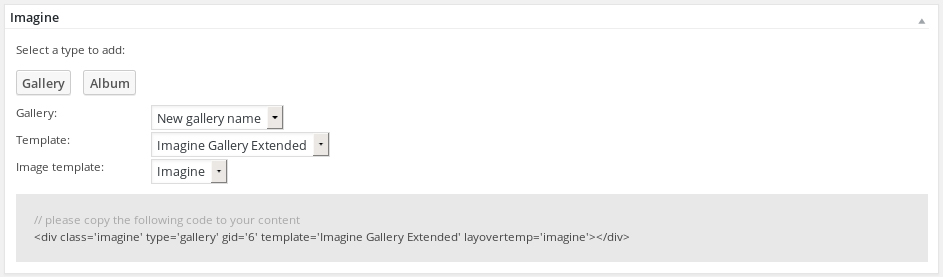 Imagine
Select a type to add:
Gallery Album
Gallery: New gallery name
Template: Imagine Gallery Extended
Image template: Imagine
// please copy the following code to your content
<div class='imagine' type='gallery' gid='6' template='Imagine Gallery Extended' layovertemp='imagine'></div>